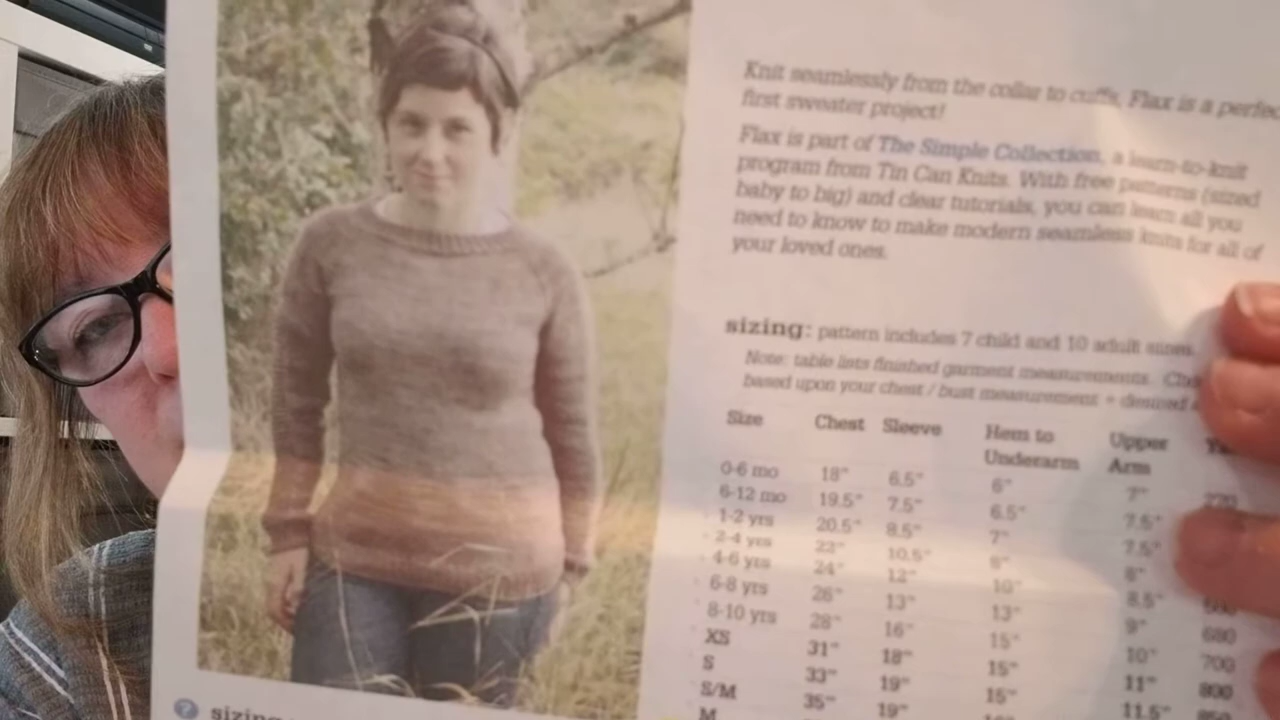 Knit seamlessly from the collar to cuffs, Flax is a perfec
first sweater project!
Flax is part of The Simple Collection, a learn-to-knit
program from Tin Can Knits. With free patterns (sized
baby to big) and clear tutorials, you can learn all you
need to know to make modern seamless knits for all of
your loved ones.
sizing: pattern includes 7 child and 10 adult sizes.
Note: table lists finished garment measurements.
based upon your chest / bust measurement + desired
Size Chest Sleeve Hem to Underarm Upper Arm
0-6 mo 18" 6.5" 6" 7" 220
6-12 mo 19.5" 7.5" 6.5" 7.5"
1-2 yrs 20.5" 8.5" 7" 7.5"
2-4 yrs 22" 10.5" 8" 8"
4-6 yrs 24" 12" 10" 8.5"
6-8 yrs 26" 13" 13" 9" 680
8-10 yrs 28" 16" 15" 10" 700
XS 31" 18" 15" 11" 800
S 33" 19" 15" 11.5"
S/M 35" 19"
M
sizing